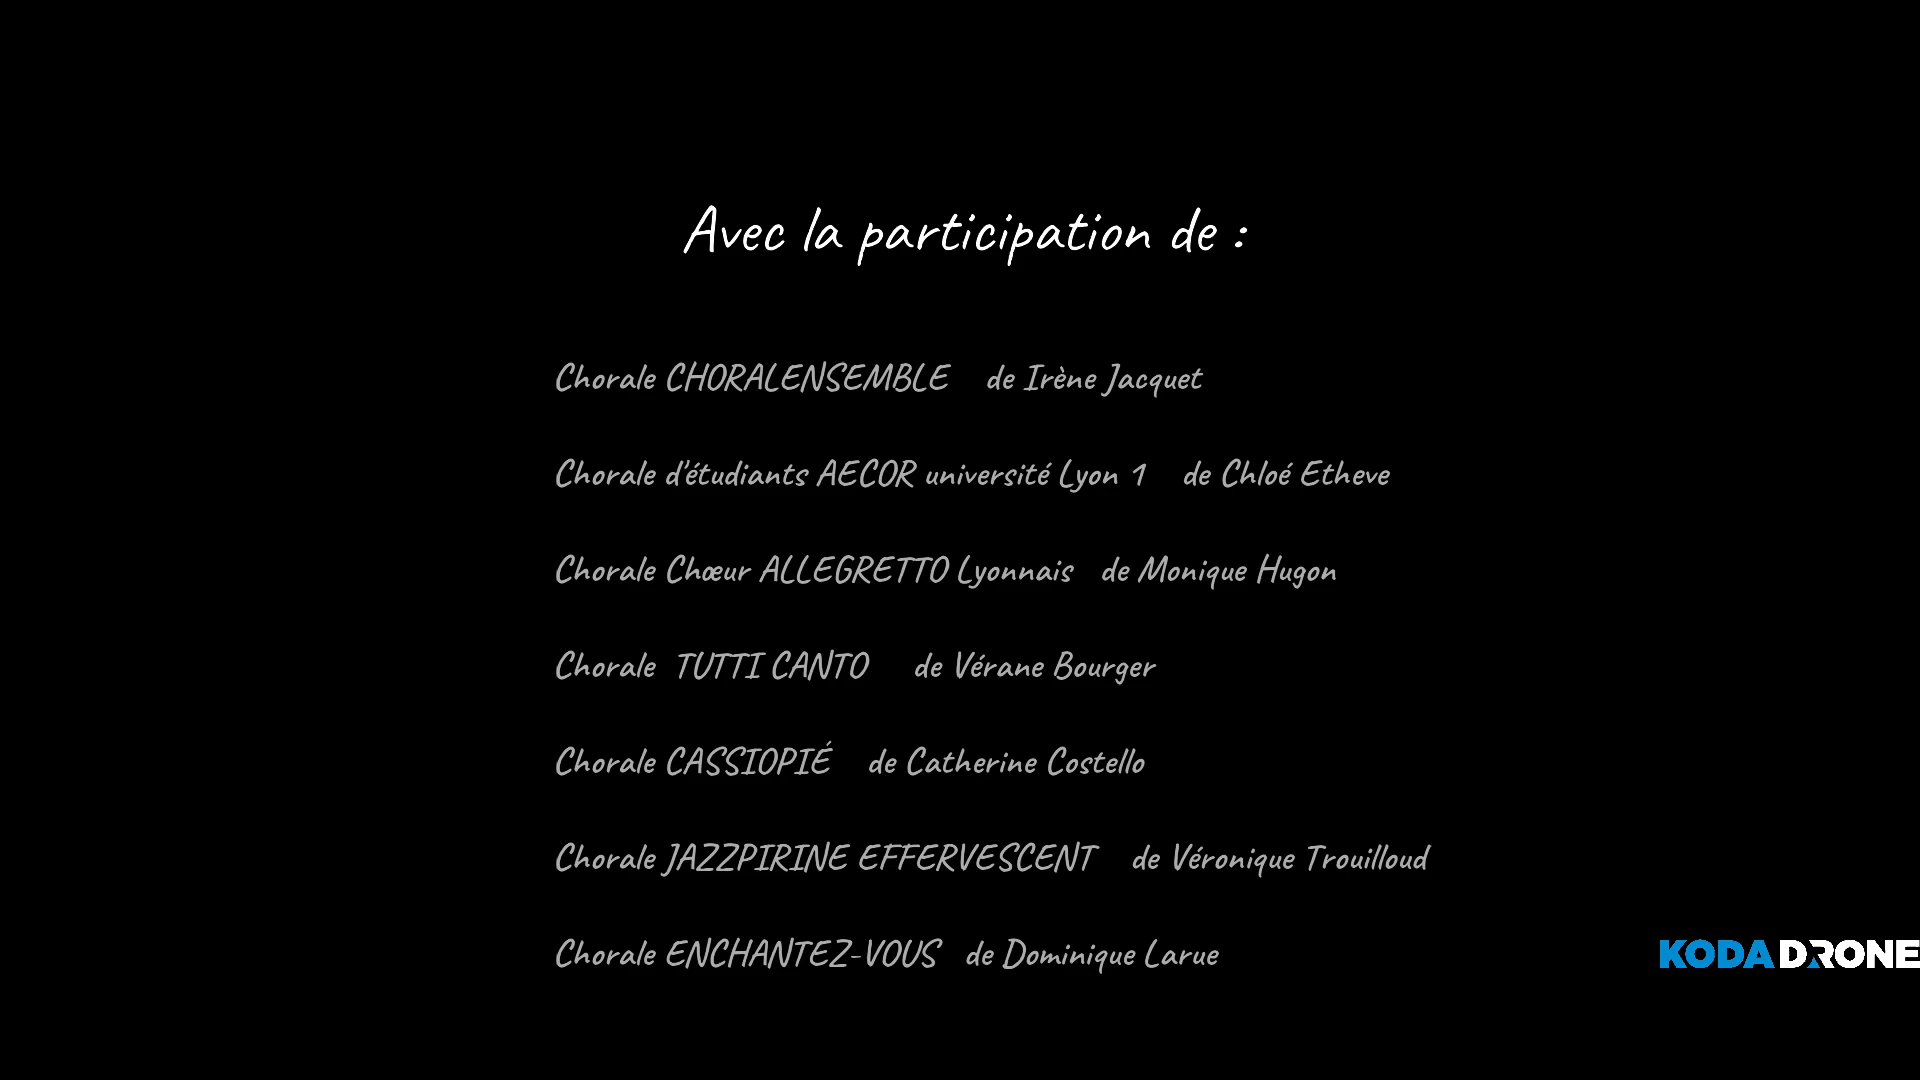 Avec la participation de :
Chorale CHORALENSEMBLE de Irène Jacquet
Chorale d'étudiants AECOR université Lyon 1 de Chloé Etheve
Chorale Chœur ALLEGRETTO Lyonnais de Monique Hugon
Chorale TUTTI CANTO de Vérane Bourger
Chorale CASSIOPIÉ de Catherine Costello
Chorale JAZZPIRINE EFFERVESCENT de Véronique Trouilloud
Chorale ENCHANTEZ-VOUS de Dominique Larue
KODA DRONE